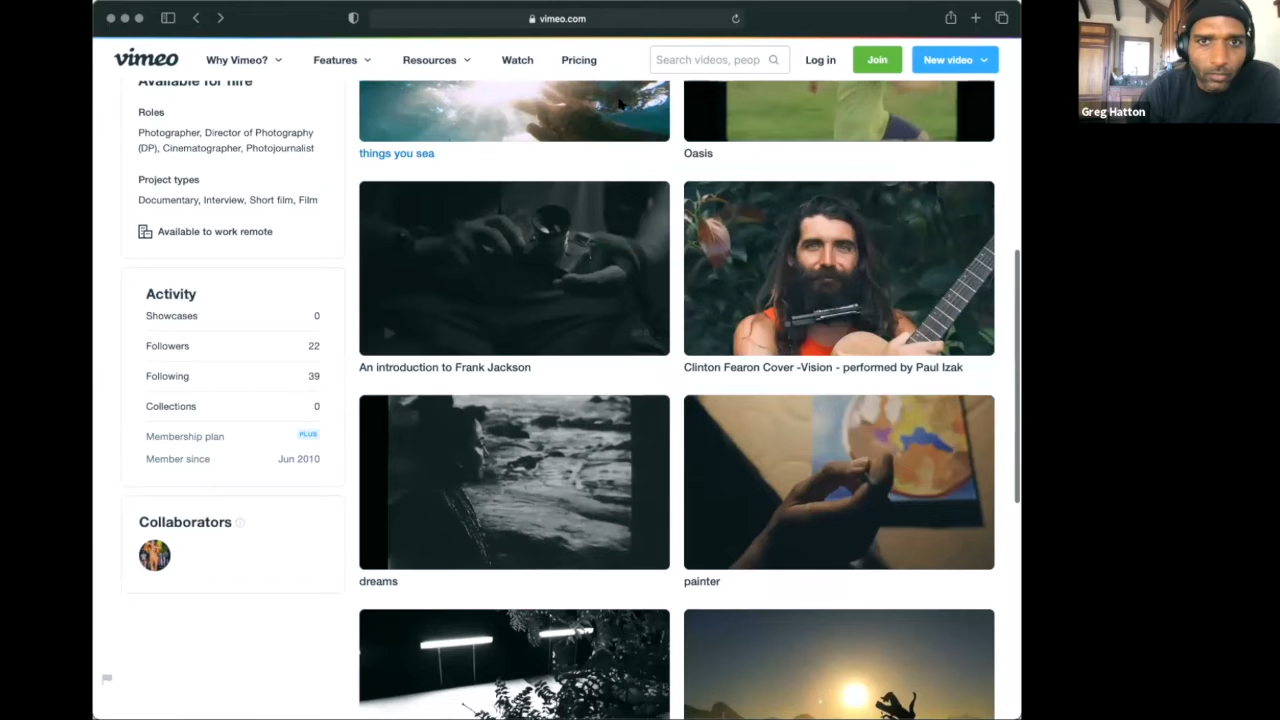 vimeo.com
vimeo
Why Vimeo?
Features
Resources
Watch
Pricing
Search videos, peop
Log in
Join
New video
Greg Hatton
Available for hire
Roles
Photographer, Director of Photography
(DP), Cinematographer, Photojournalist
Project types
Documentary, Interview, Short film, Film
Available to work remote
Activity
Showcases 0
Followers 22
Following 39
Collections 0
Membership plan PLUS
Member since Jun 2010
Collaborators
things you sea
Oasis
An introduction to Frank Jackson
Clinton Fearon Cover -Vision - performed by Paul Izak
dreams
painter